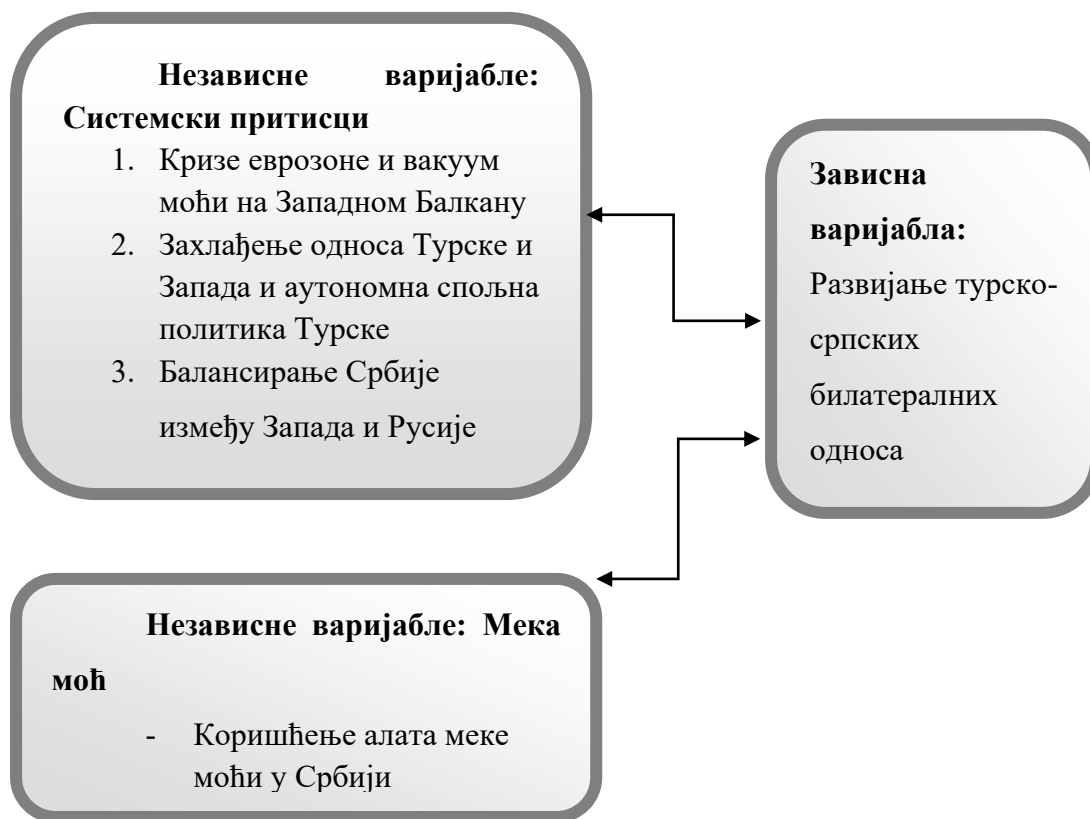 Независне варијабле:
Системски притисци
1. Кризе еврозоне и вакуум
моћи на Западном Балкану
2. Захлађење односа Турске и
Запада и аутономна спољна
политика Турске
3. Балансирање Србије
између Запада и Русије
Зависна
варијабла:
Развијање турско-
српских
билатералних
односа
Независне варијабле: Мека
моћ
- Коришћење алата меке
моћи у Србији